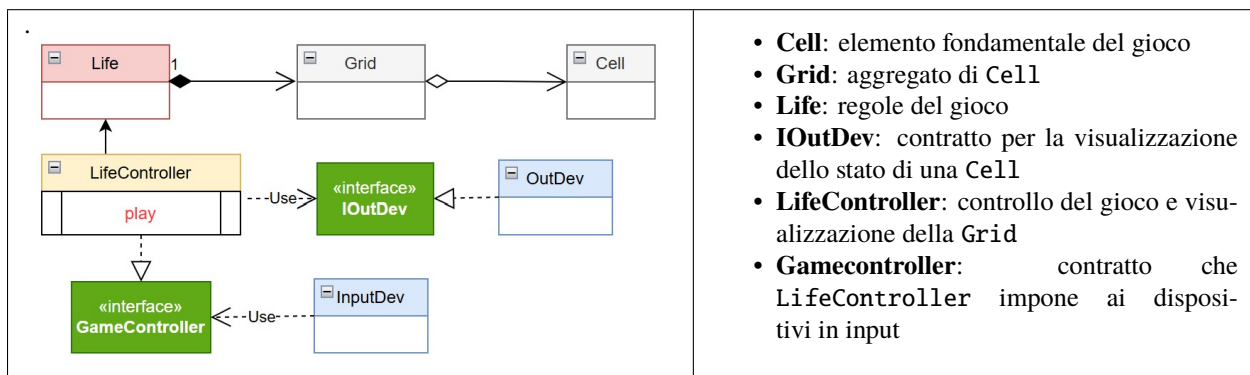 .
Life
1
Grid
Cell
LifeController
play
Use
«interface»
IOutDev
OutDev
«interface»
GameController
Use
InputDev
• Cell: elemento fondamentale del gioco
• Grid: aggregato di Cell
• Life: regole del gioco
• IOutDev: contratto per la visualizzazione
dello stato di una Cell
• LifeController: controllo del gioco e visu-
alizzazione della Grid
• Gamecontroller: contratto che
LifeController impone ai disposi-
tivi in input